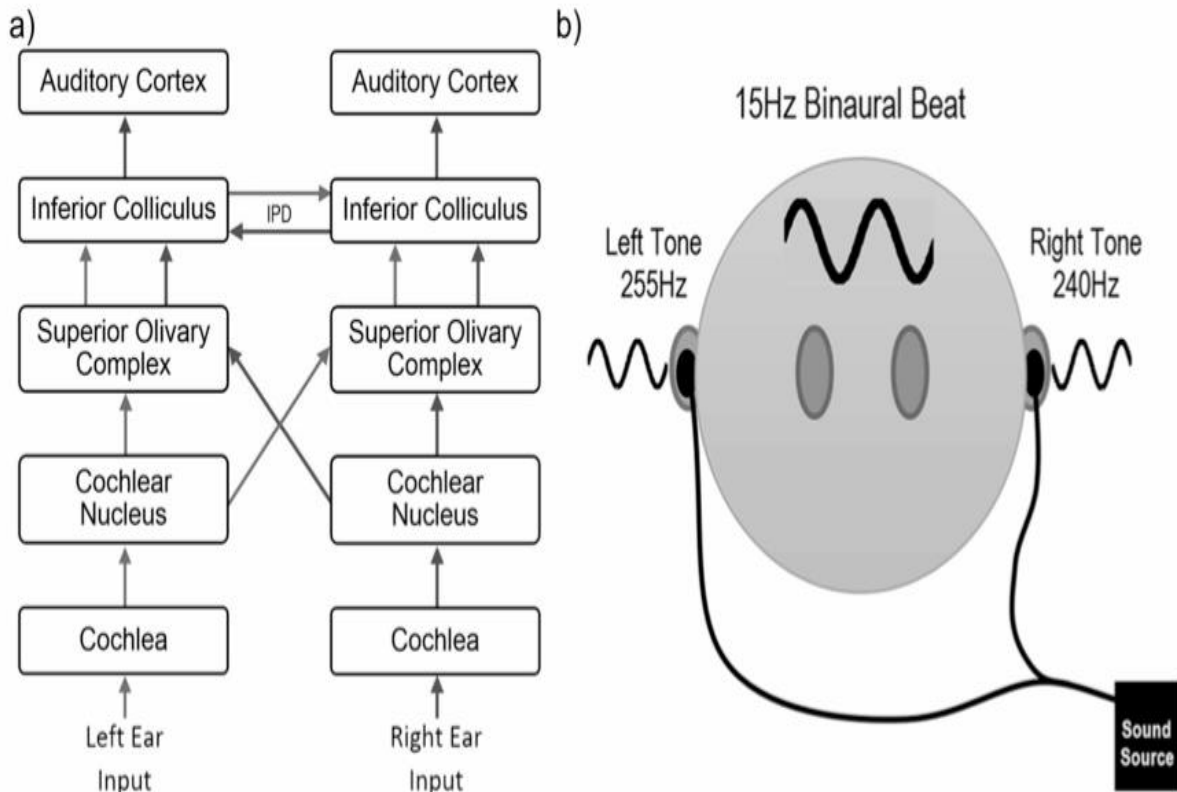 a)
Auditory Cortex
Auditory Cortex
Inferior Colliculus
IPD
Inferior Colliculus
Superior Olivary
Complex
Superior Olivary
Complex
Cochlear
Nucleus
Cochlear
Nucleus
Cochlea
Cochlea
Left Ear
Input
Right Ear
Input
b)
15Hz Binaural Beat
Left Tone
255Hz
Right Tone
240Hz
Sound
Source